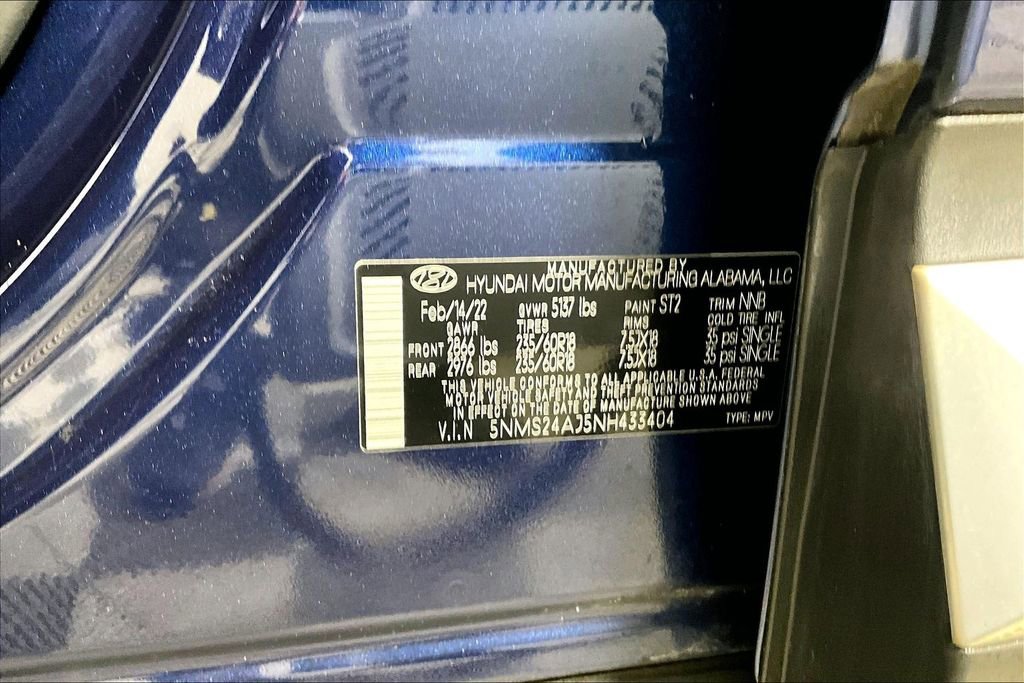 MANUFACTURED BY
HYUNDAI MOTOR MANUFACTURING ALABAMA, LLC
Feb/14/22 GVWR 5137 lbs PAINT ST2 TRIM NNB
GAWR TIRES RIMS COLD TIRE INFL
FRONT 2866 lbs 235/60R18 7.5JX18 35 psi SINGLE
REAR 2976 lbs 235/60R18 7.5JX18 35 psi SINGLE
THIS VEHICLE CONFORMS TO ALL APPLICABLE U.S.A. FEDERAL
MOTOR VEHICLE SAFETY AND THEFT PREVENTION STANDARDS
IN EFFECT ON THE DATE OF MANUFACTURE SHOWN ABOVE
V.I.N 5NMS24AJ5NH433404 TYPE: MPV